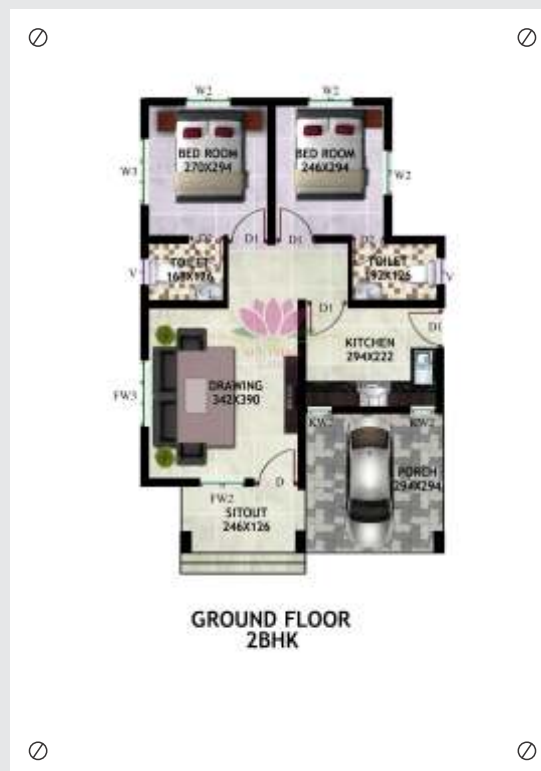 W2 W2
BED ROOM
270X294
BED ROOM
246X294
W3
W2
D2 D1 D1 D2
TOILET
168X126
TOILET
192X126
V
V
D1
D1
KITCHEN
294X222
DRAWING
342X390
FW3
KW2 KW2
PORCH
294X294
D
FW2
SITOUT
246X126
GROUND FLOOR
2BHK